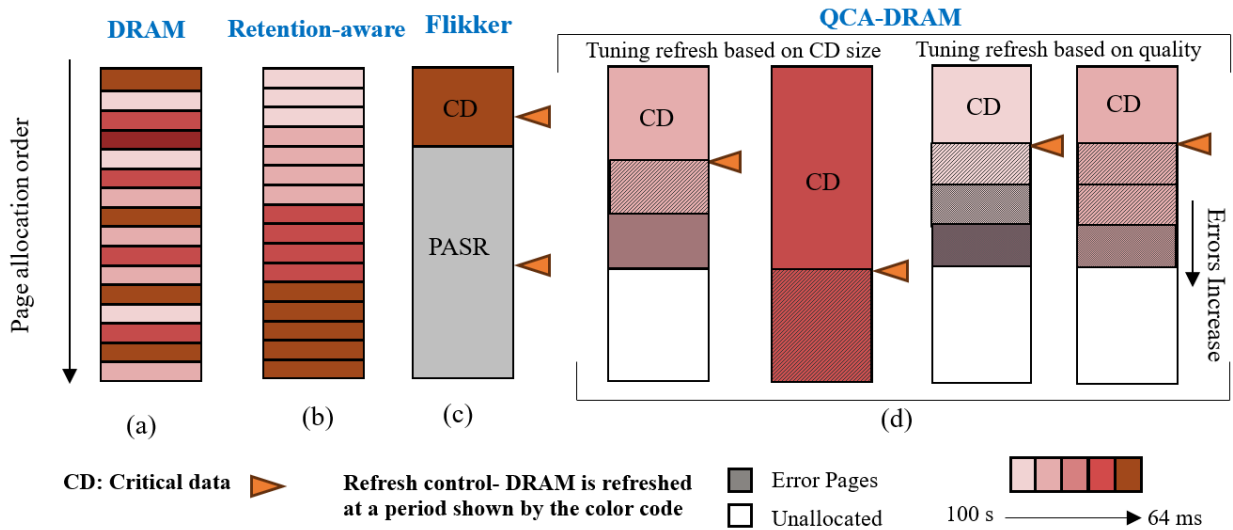 QCA-DRAM
DRAM
Retention-aware
Flikker
Tuning refresh based on CD size
Tuning refresh based on quality
Page allocation order
CD
CD
CD
CD
CD
PASR
Errors Increase
(a)
(b)
(c)
(d)
CD: Critical data
Refresh control- DRAM is refreshed
at a period shown by the color code
Error Pages
Unallocated
100 s
64 ms